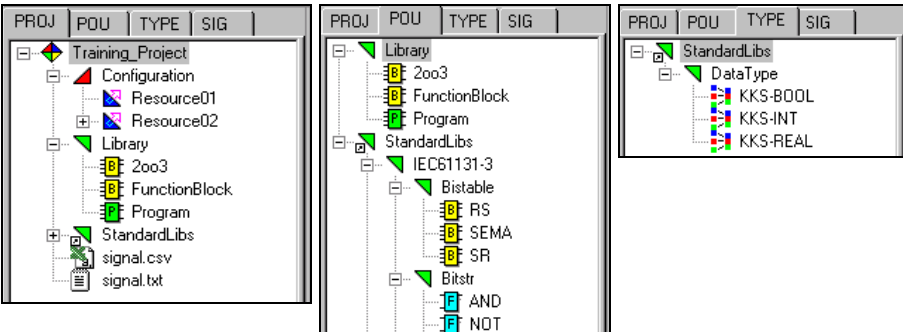 PROJ POU TYPE SIG
Training_Project
Configuration
Resource01
Resource02
Library
B 2oo3
B FunctionBlock
P Program
StandardLibs
signal.csv
signal.txt
PROJ POU TYPE SIG
Library
B 2oo3
B FunctionBlock
P Program
StandardLibs
IEC61131-3
Bistable
B RS
B SEMA
B SR
Bitstr
F AND
F NOT
PROJ POU TYPE SIG
StandardLibs
DataType
KKS-BOOL
KKS-INT
KKS-REAL